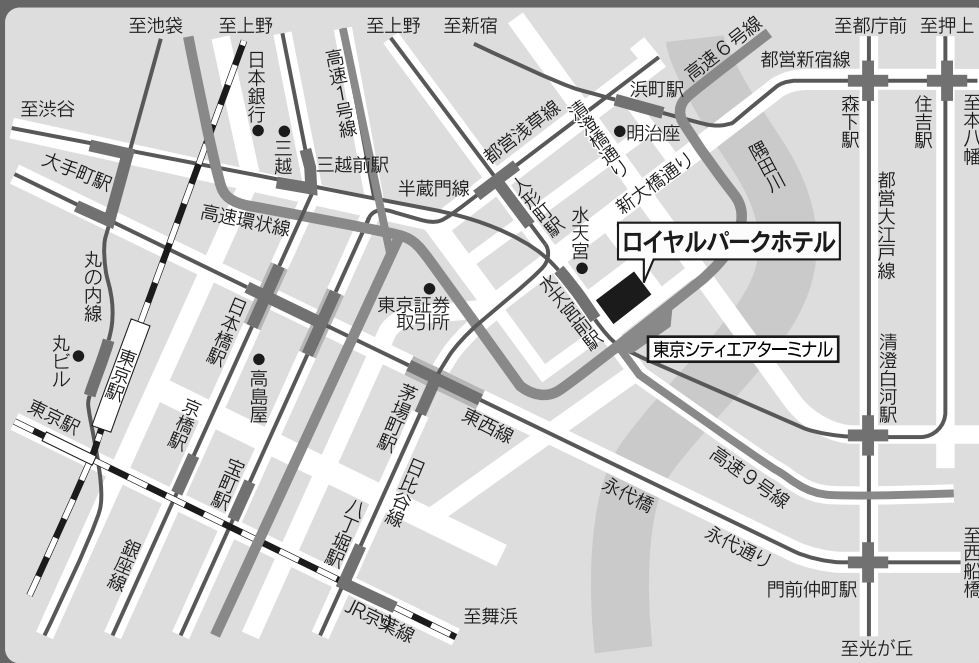 至池袋
至上野
至上野
至新宿
至都庁前
至押上
高速6号線
都営新宿線
日本銀行
三越
高速1号線
浜町駅
至渋谷
都営浅草線
清澄橋通り
明治座
森下駅
住吉駅
至本八幡
大手町駅
三越前駅
半蔵門線
人形町駅
新大橋通り
隅田川
都営大江戸線
高速環状線
水天宮
ロイヤルパークホテル
丸の内線
日本橋駅
東京証券
取引所
水天宮前駅
東京シティエアターミナル
丸ビル
東京駅
高島屋
清澄白河駅
東京駅
京橋駅
茅場町駅
東西線
宝町駅
日比谷線
高速9号線
永代橋
銀座線
八丁堀駅
永代通り
至西船橋
門前仲町駅
JR京葉線
至舞浜
至光が丘